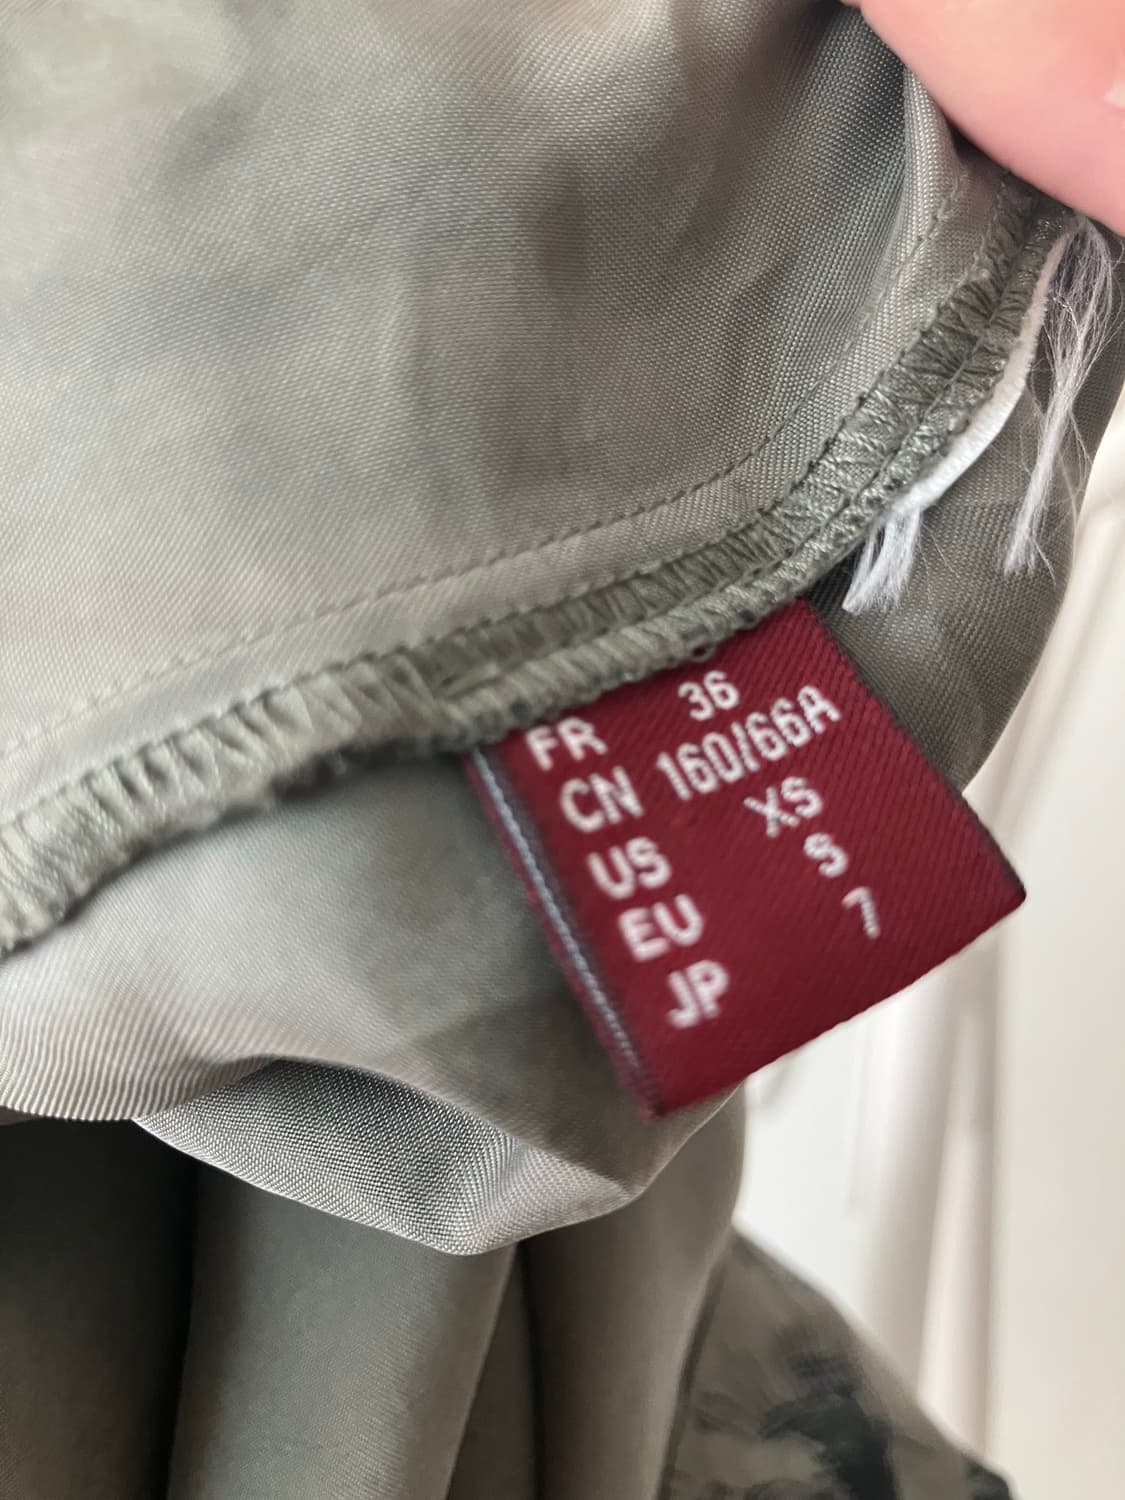 FR 36
CN 160/66A
US XS
EU S
JP 7